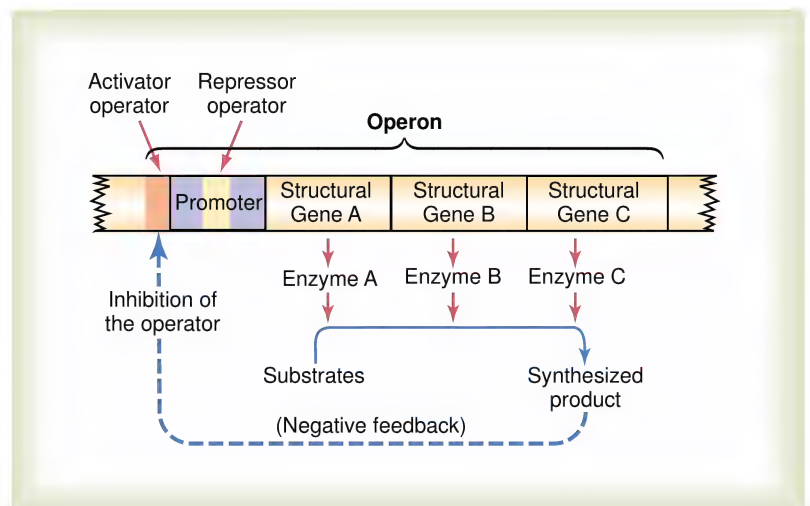 Activator
operator
Repressor
operator
Operon
Promoter
Structural
Gene A
Structural
Gene B
Structural
Gene C
Enzyme A
Enzyme B
Enzyme C
Inhibition of
the operator
Substrates
Synthesized
product
(Negative feedback)